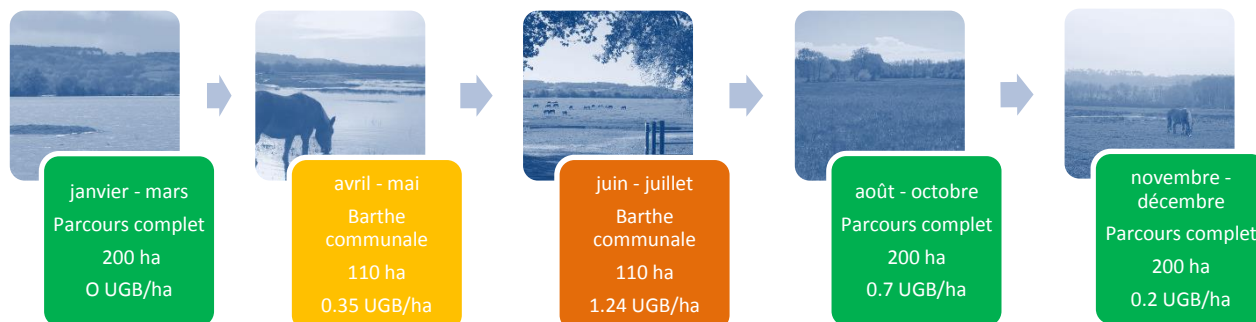 janvier - mars
Parcours complet
200 ha
O UGB/ha
avril - mai
Barthe
communale
110 ha
0.35 UGB/ha
juin - juillet
Barthe
communale
110 ha
1.24 UGB/ha
août - octobre
Parcours complet
200 ha
0.7 UGB/ha
novembre -
décembre
Parcours complet
200 ha
0.2 UGB/ha